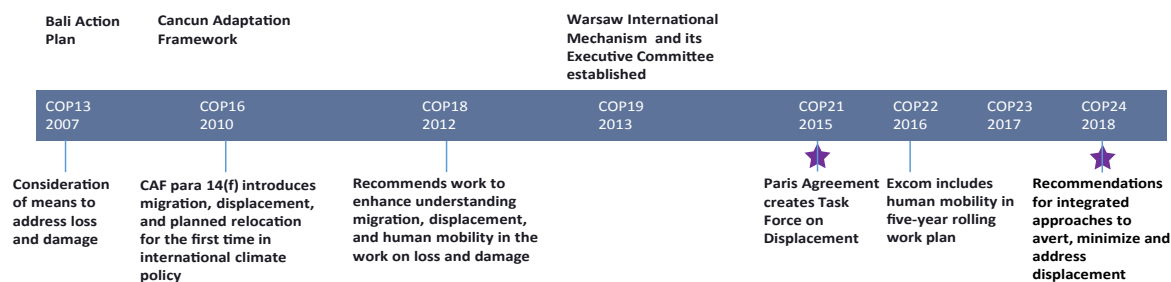 Bali Action
Plan
Cancun Adaptation
Framework
Warsaw International
Mechanism and its
Executive Committee
established
COP13
2007
COP16
2010
COP18
2012
COP19
2013
COP21
2015
COP22
2016
COP23
2017
COP24
2018
Consideration
of means to
address loss
and damage
CAF para 14(f) introduces
migration, displacement,
and planned relocation
for the first time in
international climate
policy
Recommends work to
enhance understanding
migration, displacement,
and human mobility in the
work on loss and damage
Paris Agreement
creates Task
Force on
Displacement
Excom includes
human mobility in
five-year rolling
work plan
Recommendations
for integrated
approaches to
avert, minimize and
address
displacement